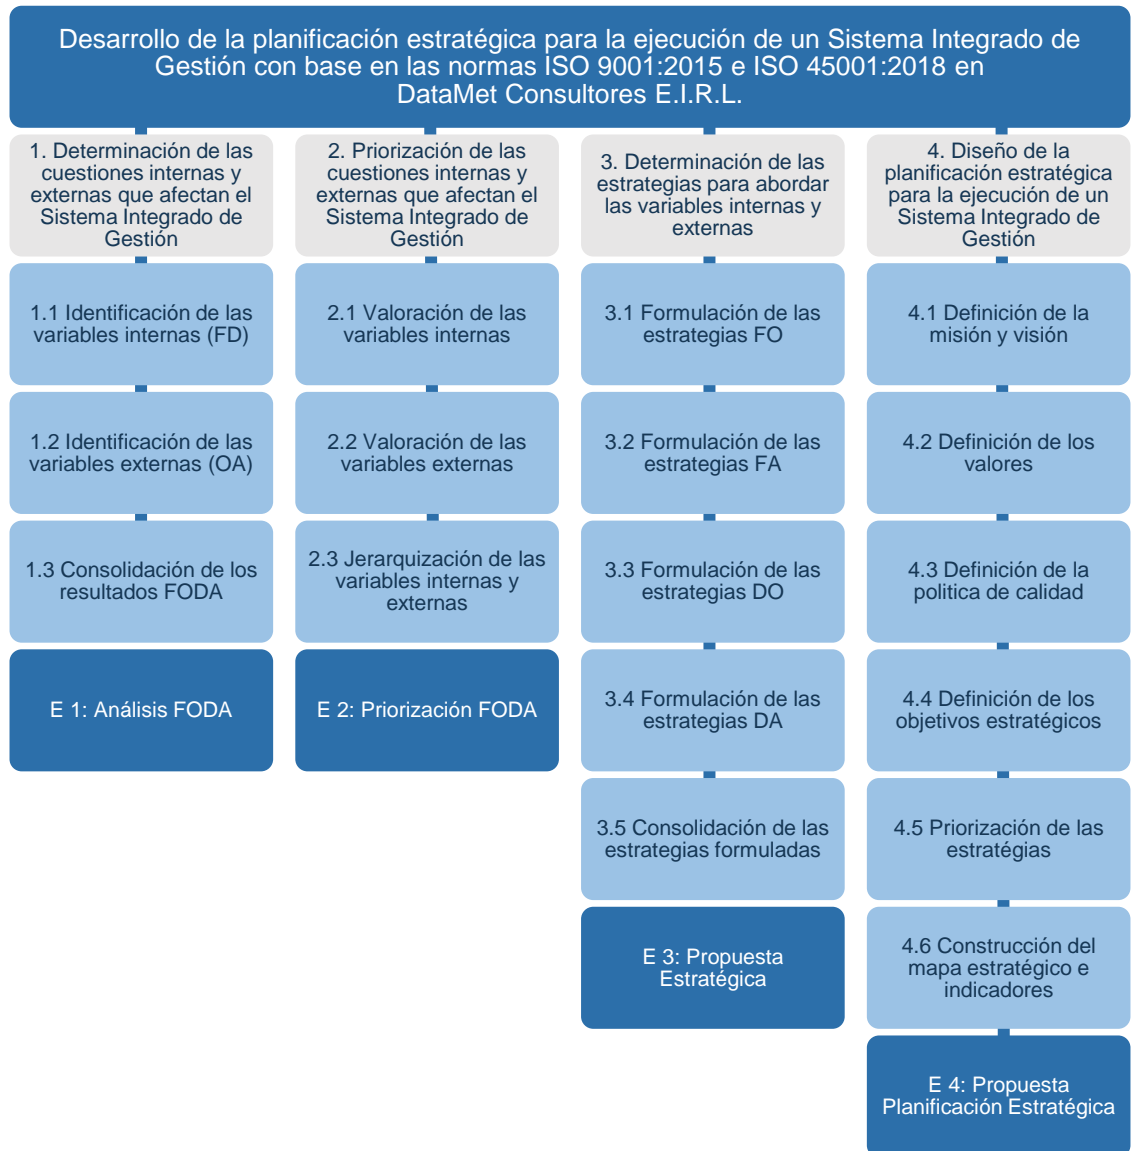 Desarrollo de la planificación estratégica para la ejecución de un Sistema Integrado de
Gestión con base en las normas ISO 9001:2015 e ISO 45001:2018 en
DataMet Consultores E.I.R.L.
1. Determinación de las
cuestiones internas y
externas que afectan el
Sistema Integrado de
Gestión
1.1 Identificación de las
variables internas (FD)
1.2 Identificación de las
variables externas (OA)
1.3 Consolidación de los
resultados FODA
E 1: Análisis FODA
2. Priorización de las
cuestiones internas y
externas que afectan el
Sistema Integrado de
Gestión
2.1 Valoración de las
variables internas
2.2 Valoración de las
variables externas
2.3 Jerarquización de las
variables internas y
externas
E 2: Priorización FODA
3. Determinación de las
estrategias para abordar
las variables internas y
externas
3.1 Formulación de las
estrategias FO
3.2 Formulación de las
estrategias FA
3.3 Formulación de las
estrategias DO
3.4 Formulación de las
estrategias DA
3.5 Consolidación de las
estrategias formuladas
E 3: Propuesta
Estratégica
4. Diseño de la
planificación estratégica
para la ejecución de un
Sistema Integrado de
Gestión
4.1 Definición de la
misión y visión
4.2 Definición de los
valores
4.3 Definición de la
politica de calidad
4.4 Definición de los
objetivos estratégicos
4.5 Priorización de las
estratégias
4.6 Construcción del
mapa estratégico e
indicadores
E 4: Propuesta
Planificación Estratégica